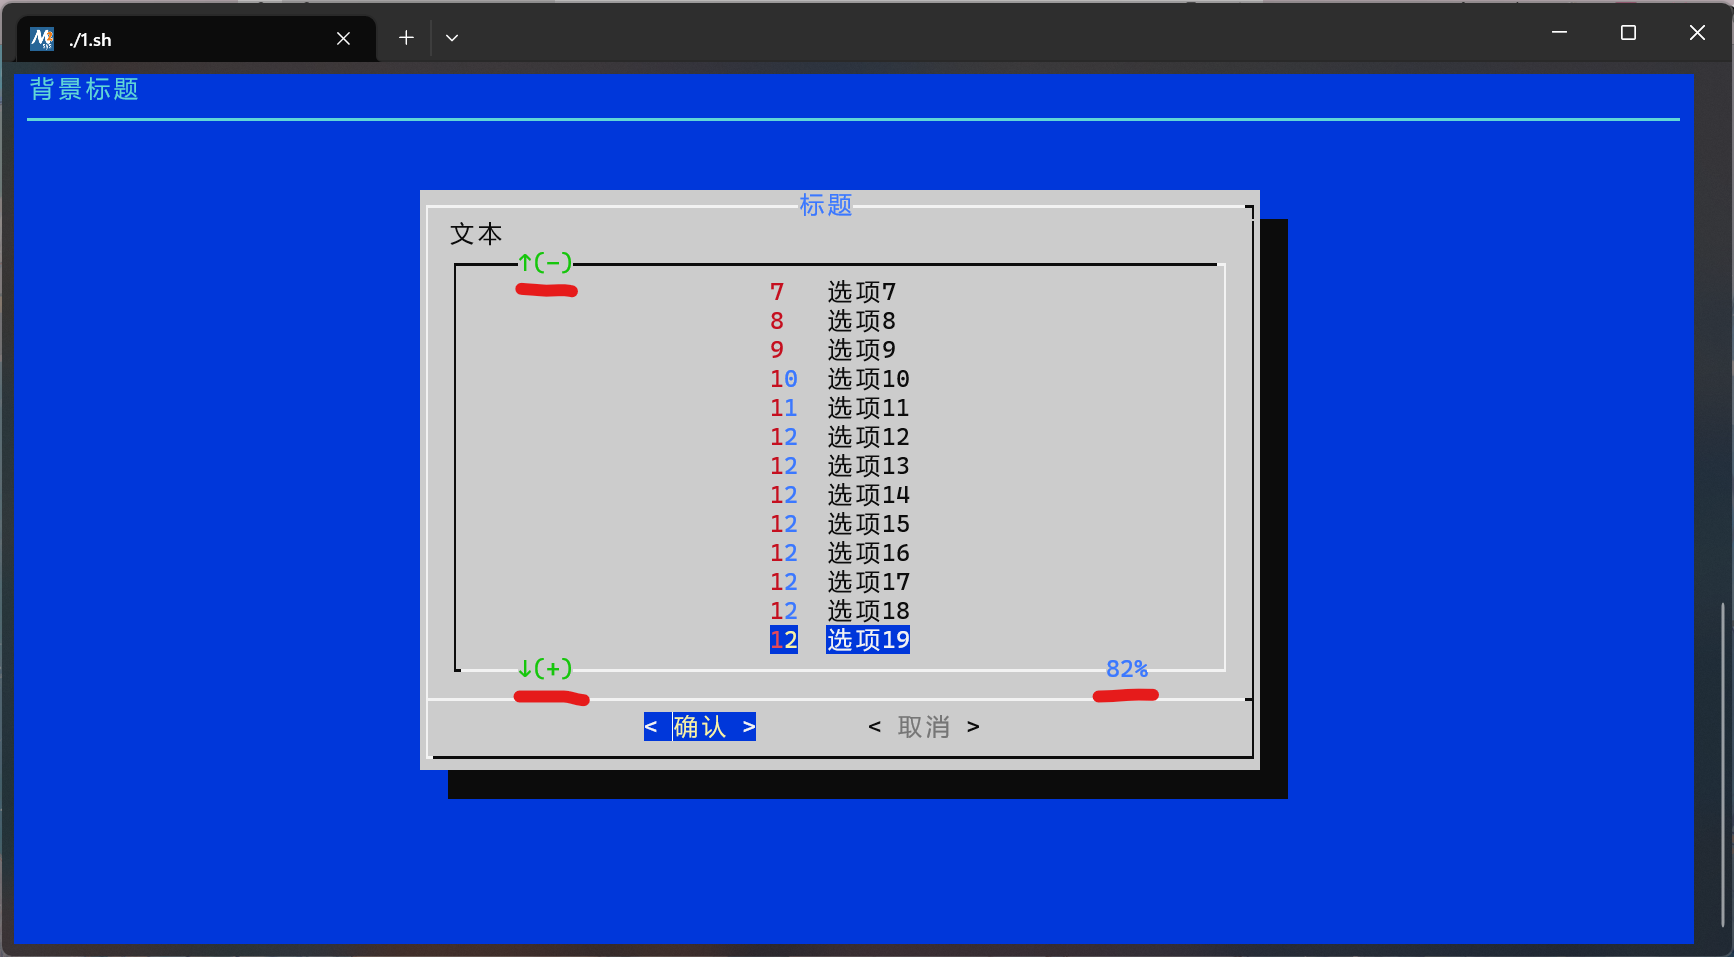 ./1.sh
背景标题
标题
文本
↑(-)
7 选项7
8 选项8
9 选项9
10 选项10
11 选项11
12 选项12
12 选项13
12 选项14
12 选项15
12 选项16
12 选项17
12 选项18
12 选项19
↓(+) 82%
< 确认 > < 取消 >